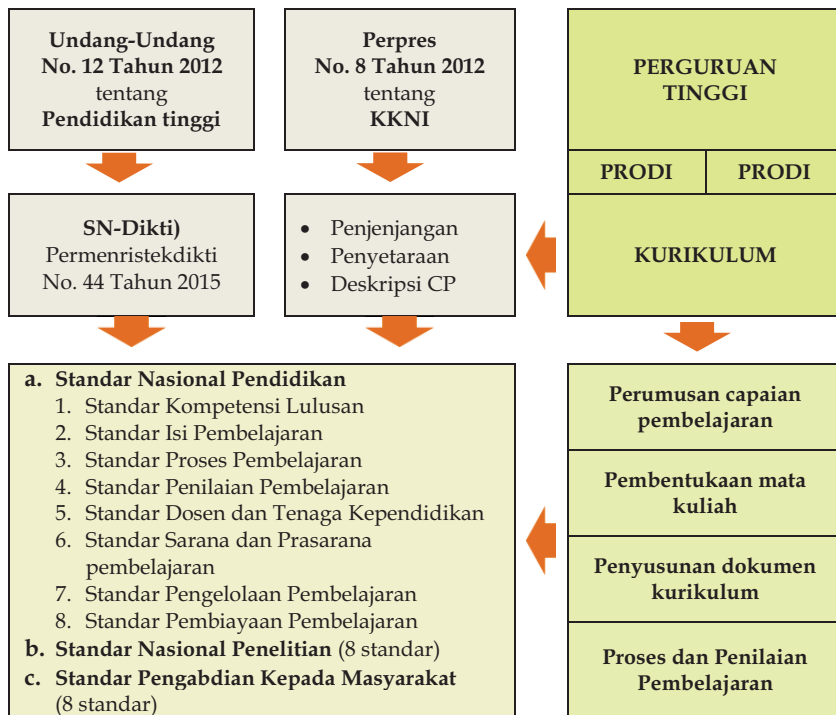 Undang-Undang
No. 12 Tahun 2012
tentang
Pendidikan tinggi
Perpres
No. 8 Tahun 2012
tentang
KKNI
PERGURUAN
TINGGI
PRODI
PRODI
SN-Dikti)
Permenristekdikti
No. 44 Tahun 2015
• Penjenjangan
• Penyetaraan
• Deskripsi CP
KURIKULUM
a. Standar Nasional Pendidikan
1. Standar Kompetensi Lulusan
2. Standar Isi Pembelajaran
3. Standar Proses Pembelajaran
4. Standar Penilaian Pembelajaran
5. Standar Dosen dan Tenaga Kependidikan
6. Standar Sarana dan Prasarana
pembelajaran
7. Standar Pengelolaan Pembelajaran
8. Standar Pembiayaan Pembelajaran
b. Standar Nasional Penelitian (8 standar)
c. Standar Pengabdian Kepada Masyarakat
(8 standar)
Perumusan capaian
pembelajaran
Pembentukaan mata
kuliah
Penyusunan dokumen
kurikulum
Proses dan Penilaian
Pembelajaran